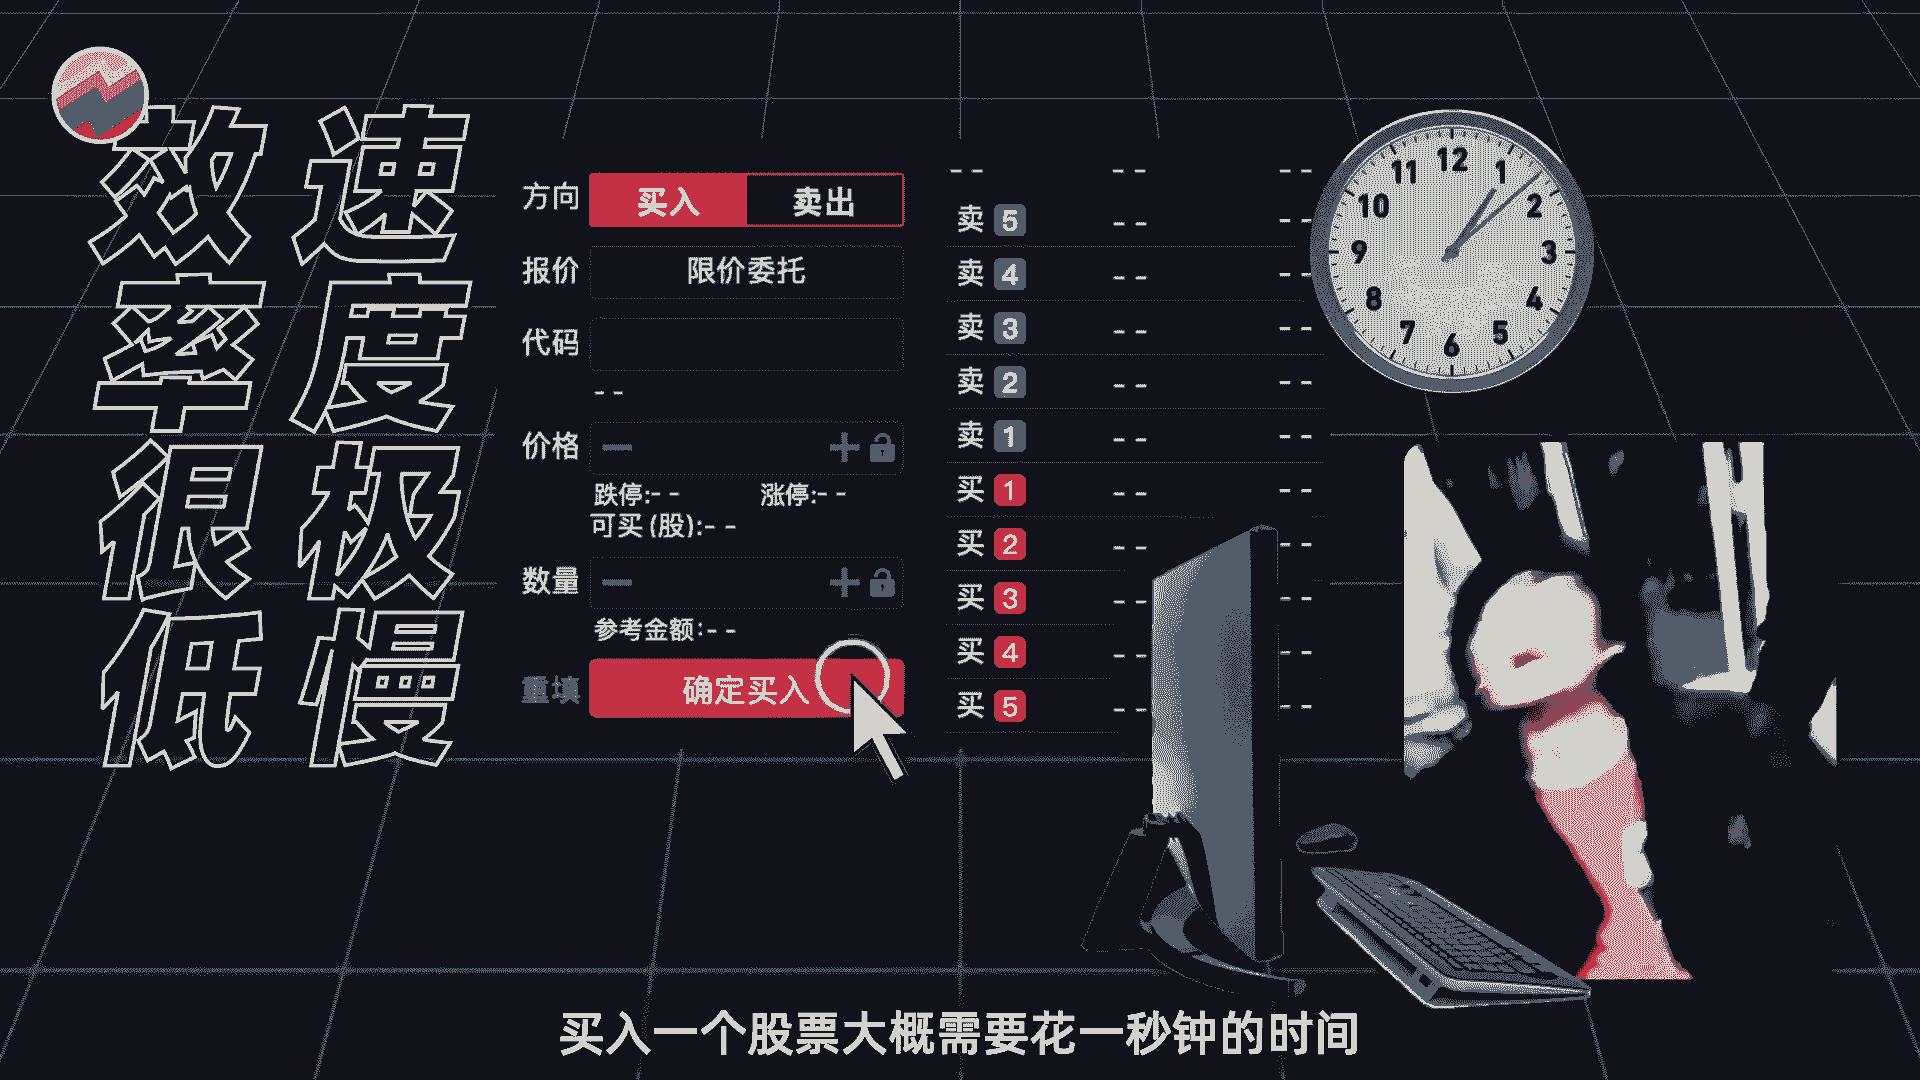 速度极慢
效率很低
方向 买入 卖出
报价 限价委托
代码
--
价格
跌停:-- 涨停:--
可买(股):--
数量
参考金额:--
重填 确定买入
-- -- --
卖 5 -- --
卖 4 -- --
卖 3 -- --
卖 2 -- --
卖 1 -- --
买 1 -- --
买 2 -- --
买 3 -- --
买 4 -- --
买 5 -- --
12
1
2
3
4
5
6
7
8
9
10
11
买入一个股票大概需要花一秒钟的时间